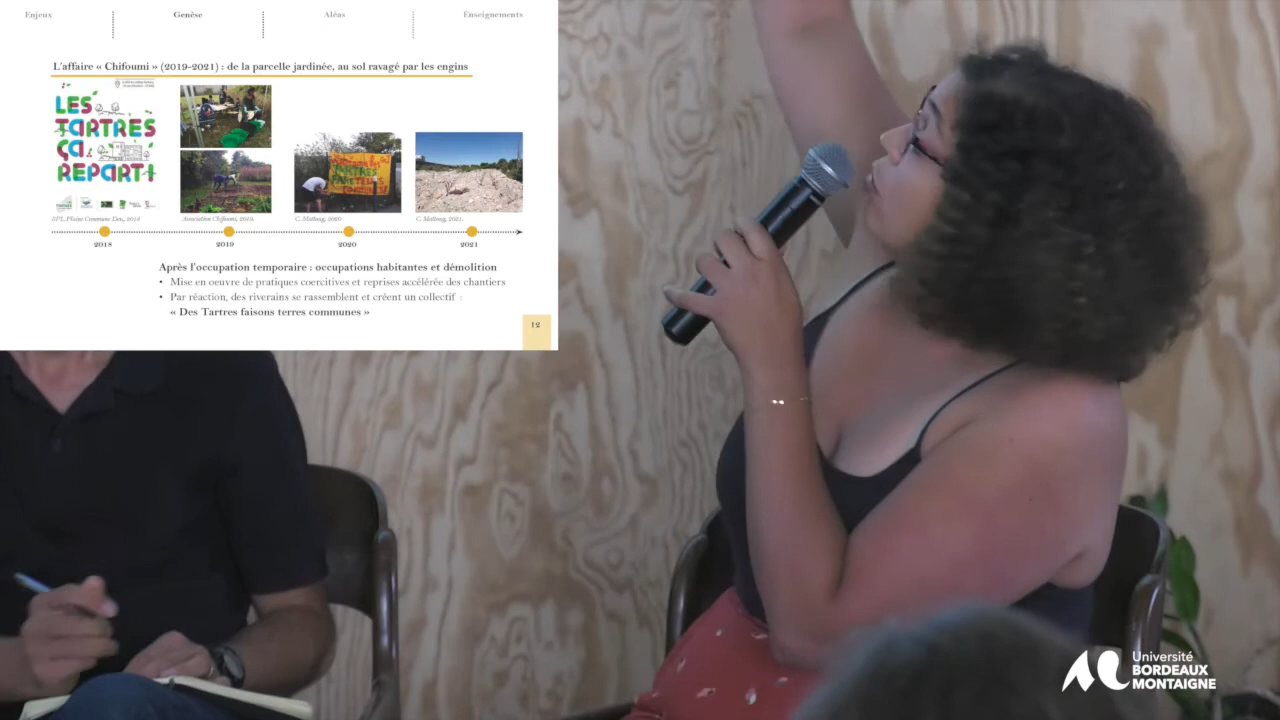 Enjeux
Genèse
Aléas
Enseignements
L'affaire « Chifoumi » (2019-2021) : de la parcelle jardinée, au sol ravagé par les engins
LES
TARTRES
ÇA
REPART!
TARTRES
SPL Plaine Commune Dev, 2018
Association Chifoumi, 2019.
C. Mattoug, 2020
C. Mattoug, 2021.
2018
2019
2020
2021
Après l'occupation temporaire : occupations habitantes et démolition
• Mise en oeuvre de pratiques coercitives et reprises accélérée des chantiers
• Par réaction, des riverains se rassemblent et créent un collectif :
« Des Tartres faisons terres communes »
12
Université
BORDEAUX
MONTAIGNE